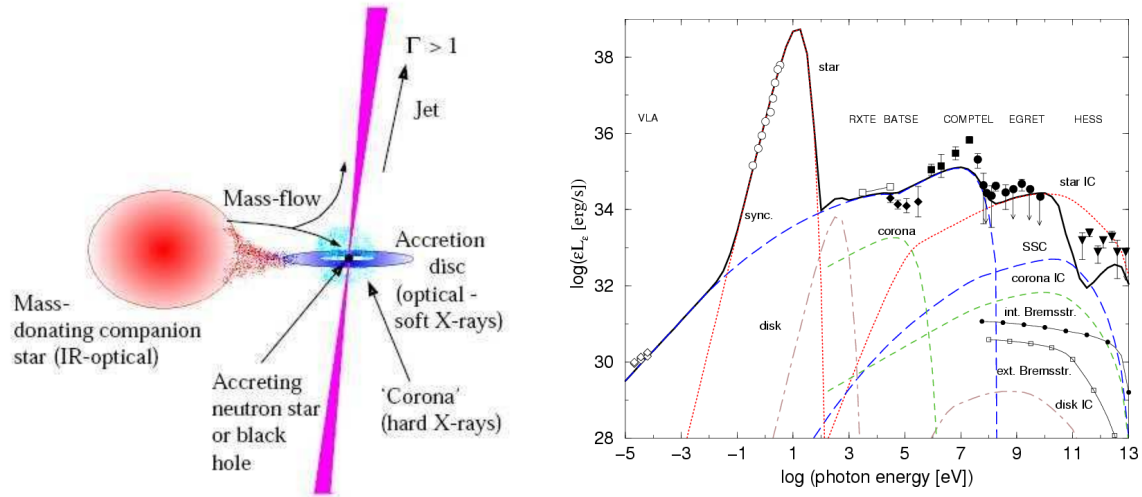 Γ > 1
Jet
Mass-flow
Accretion
disc
(optical -
soft X-rays)
Mass-
donating companion
star (IR-optical)
Accreting
neutron star
or black
hole
'Corona'
(hard X-rays)
log(εLε [erg/s])
38
36
34
32
30
28
-5
-3
-1
1
3
5
7
9
11
13
log (photon energy [eV])
star
VLA
RXTE
BATSE
COMPTEL
EGRET
HESS
star IC
sync.
corona
SSC
corona IC
disk
int. Bremsstr.
ext. Bremsstr.
disk IC